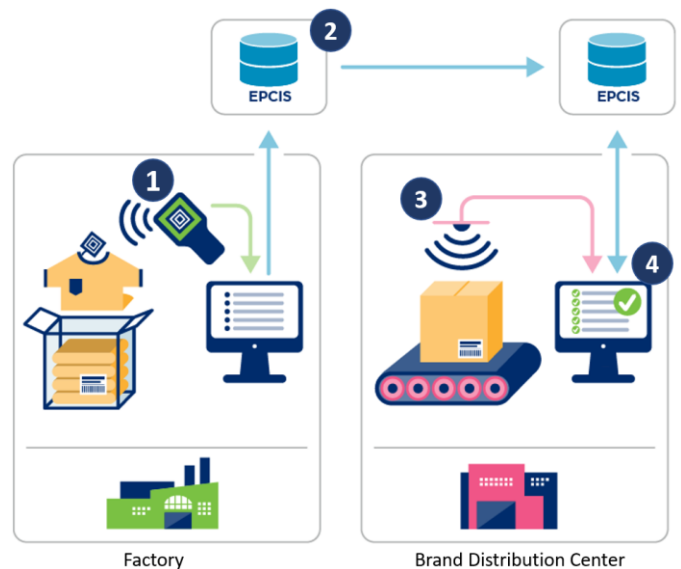 2
EPCIS
EPCIS
1
3
4
Factory
Brand Distribution Center